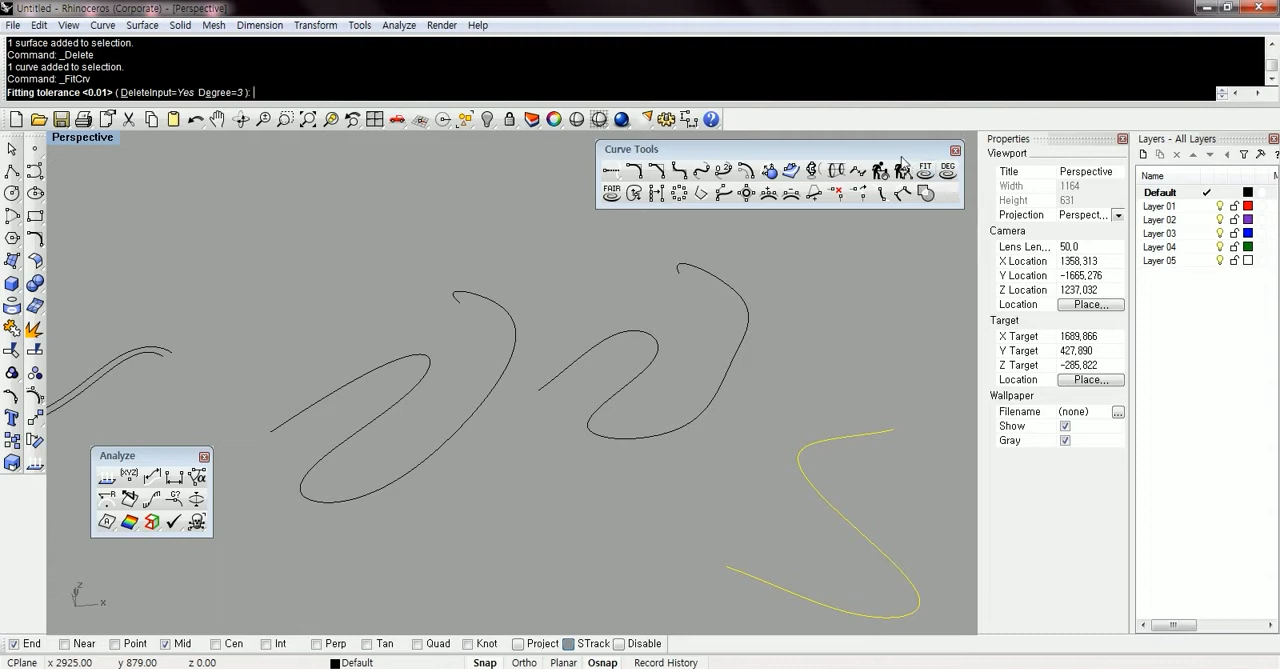 Untitled - Rhinoceros (Corporate) - [Perspective]
File Edit View Curve Surface Solid Mesh Dimension Transform Tools Analyze Render Help
1 surface added to selection.
Command: _Delete
1 curve added to selection.
Command: _FitCrv
Fitting tolerance <0.01> ( DeleteInput=Yes Degree=3 ):
Perspective
Curve Tools
FIT DEG
FAIR
Analyze
Properties
Viewport
Title Perspective
Width 1164
Height 631
Projection Perspect...
Camera
Lens Len... 50,0
X Location 1358,313
Y Location -1665,276
Z Location 1237,032
Location Place...
Target
X Target 1689,866
Y Target 427,890
Z Target -285,822
Location Place...
Wallpaper
Filename (none) ...
Show
Gray
Layers - All Layers
Name
Default
Layer 01
Layer 02
Layer 03
Layer 04
Layer 05
z
x
End Near Point Mid Cen Int Perp Tan Quad Knot Project STrack Disable
CPlane x 2925.00 y 879.00 z 0.00 Default Snap Ortho Planar Osnap Record History